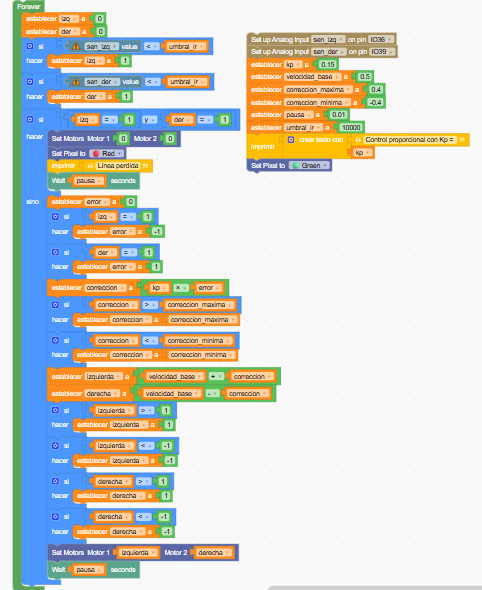 Forever
establecer izq a 0
establecer der a 0
si sen_izq value < umbral_ir
hacer establecer izq a 1
si sen_der value < umbral_ir
hacer establecer der a 1
si izq = 1 y der = 1
hacer Set Motors Motor 1 0 Motor 2 0
Set Pixel to Red
imprimir “ Línea perdida ”
Wait pausa seconds
sino establecer error a 0
si izq = 1
hacer establecer error a -1
si der = 1
hacer establecer error a 1
establecer correccion a kp × error
si correccion > correccion_maxima
hacer establecer correccion a correccion_maxima
si correccion < correccion_minima
hacer establecer correccion a correccion_minima
establecer izquierda a velocidad_base + correccion
establecer derecha a velocidad_base - correccion
si izquierda > 1
hacer establecer izquierda a 1
si izquierda < -1
hacer establecer izquierda a -1
si derecha > 1
hacer establecer derecha a 1
si derecha < -1
hacer establecer derecha a -1
Set Motors Motor 1 izquierda Motor 2 derecha
Wait pausa seconds
Set up Analog Input sen_izq on pin IO36
Set up Analog Input sen_der on pin IO39
establecer kp a 0.15
establecer velocidad_base a 0.5
establecer correccion_maxima a 0.4
establecer correccion_minima a -0.4
establecer pausa a 0.01
establecer umbral_ir a 10000
imprimir crear texto con “ Control proporcional con Kp = ”
kp
Set Pixel to Green